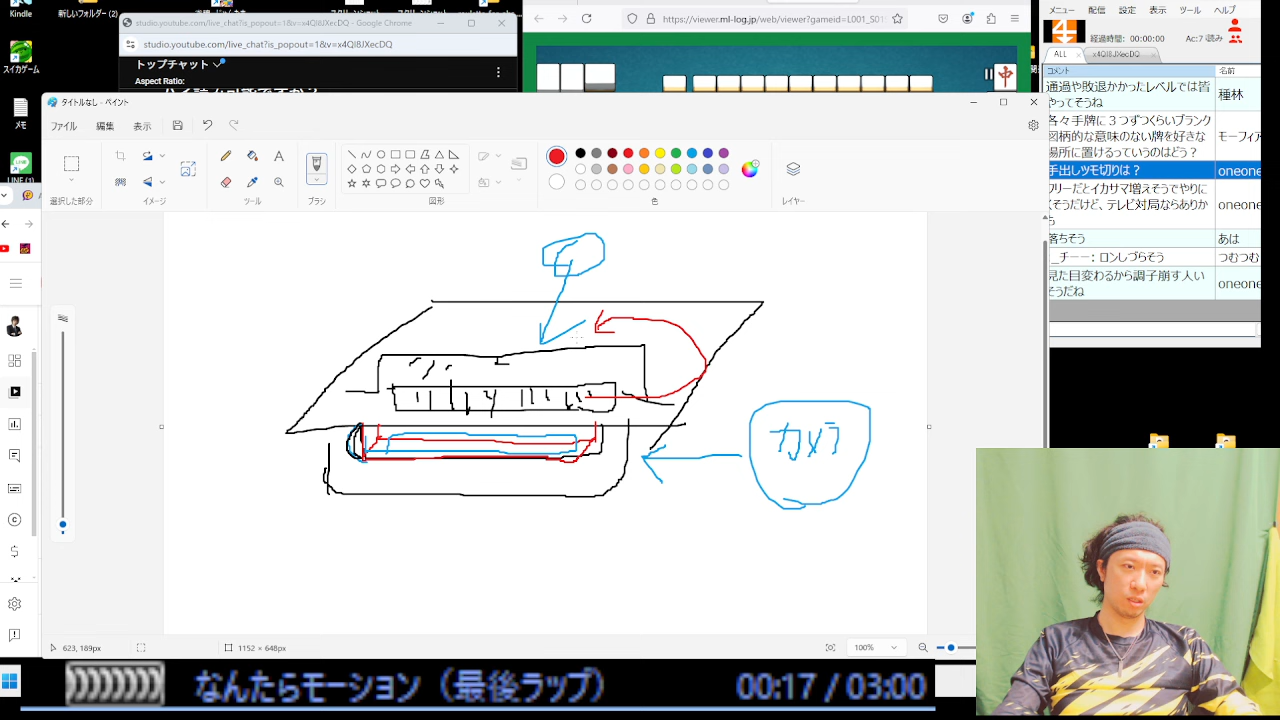 Kindle
新しいフォルダー (2)
スイカゲーム
メモ
LINE (1)
studio.youtube.com/live_chat?is_popout=1&v=x4QI8JXecDQ - Google Chrome
studio.youtube.com/live_chat?is_popout=1&v=x4QI8JXecDQ
トップチャット
Aspect Ratio:
https://viewer.ml-log.jp/web/viewer?gameid=L001_S01
中
メニュー 配信 ツール ヘルプ
経過時間: 00:00:00
Ac:7 読み
ALL
x4QI8JXecDQ
コメント 名前
通過や敗退かかったレベルでは皆
やってそうね
種林
各々手牌に３つずつくらいブランク
図柄的な意味のない牌を好きな
場所に置けるっていうのはどう？
モーフィア
手出しツモ切りは？
oneone
フリーだとイカサマ増えそうでやりに
くそうだけど、テレビ対局ならありか
も
oneone
落ちそう あは
＿チーー: ロンしづらそう つむつむ
見た目変わるから調子崩す人い
そうだね
oneone
タイトルなし - ペイント
ファイル 編集 表示
選択した部分 イメージ ツール ブラシ 図形 色 レイヤー
カメラ
623, 189px
1152 × 648px
100%
なんたらモーション（最後ラップ）
00:17 / 03:00